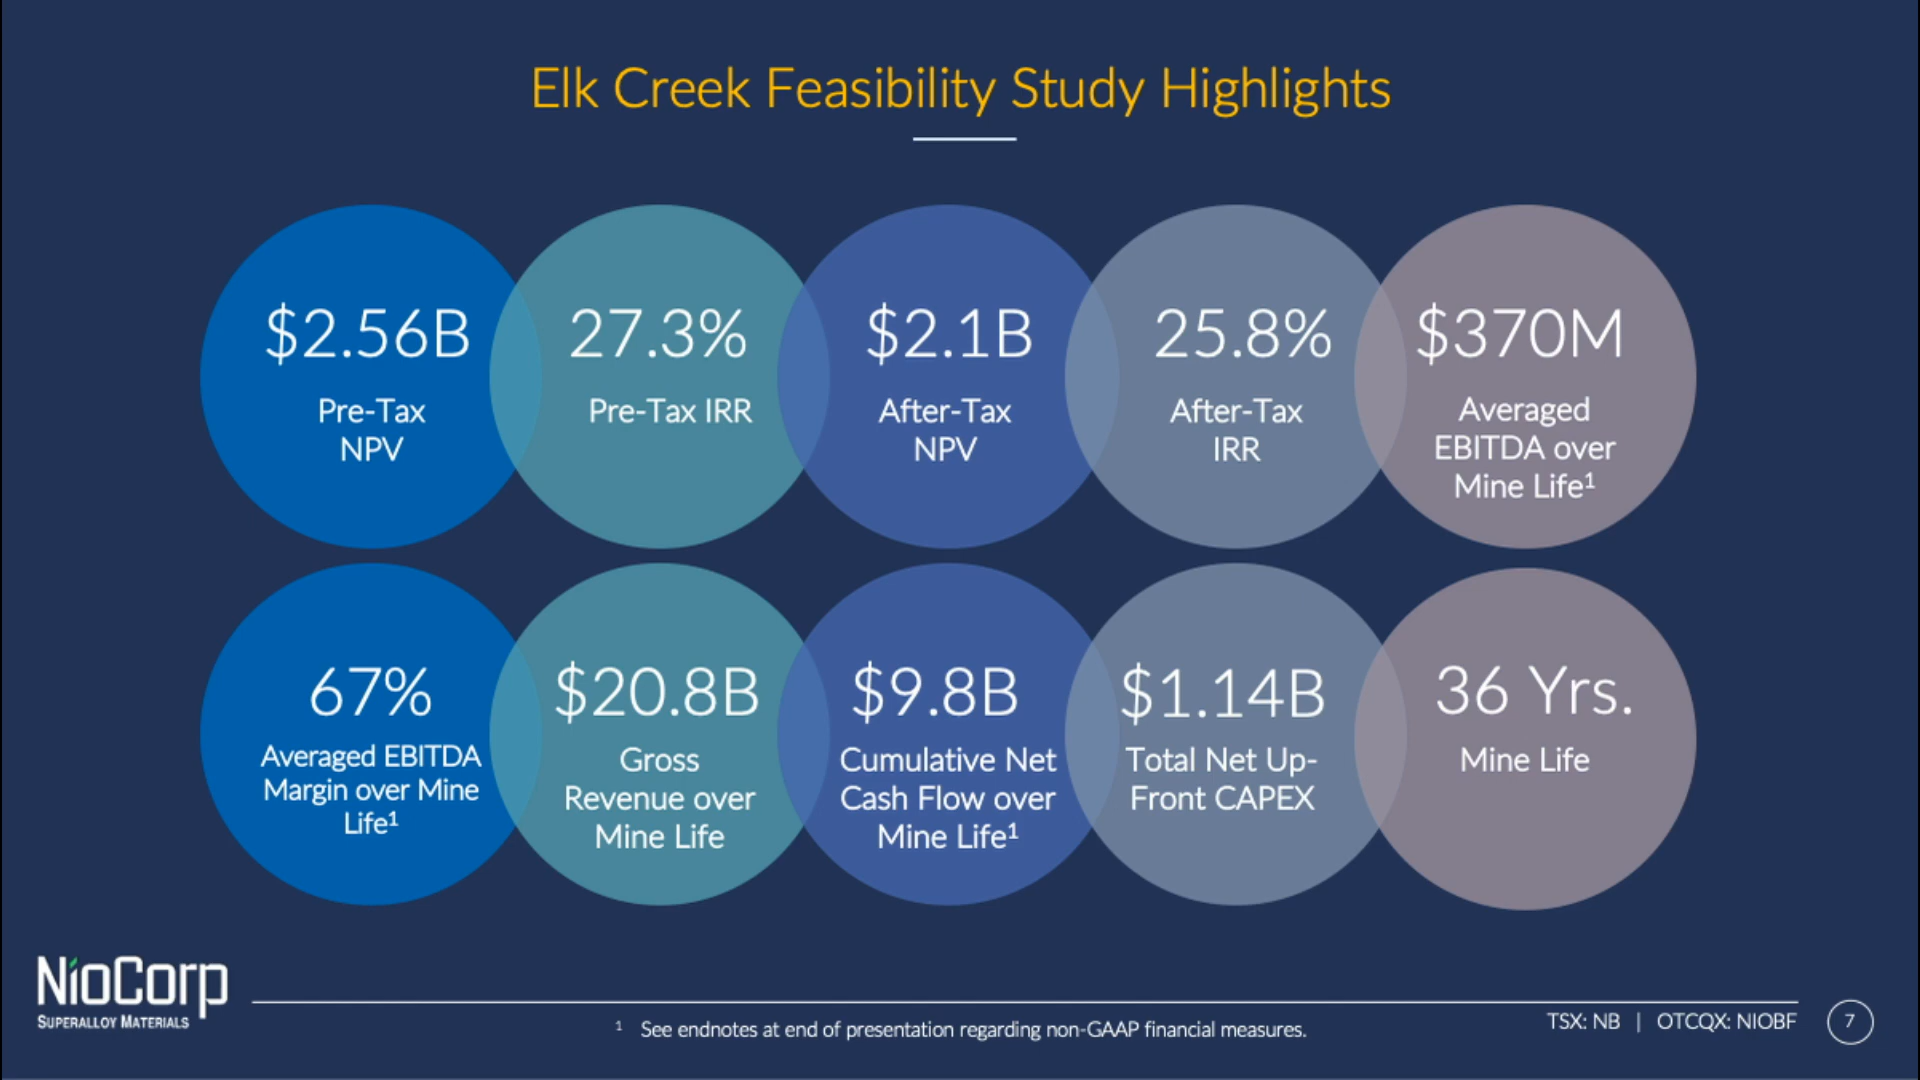 Elk Creek Feasibility Study Highlights
$2.56B
Pre-Tax
NPV
27.3%
Pre-Tax IRR
$2.1B
After-Tax
NPV
25.8%
After-Tax
IRR
$370M
Averaged
EBITDA over
Mine Life¹
67%
Averaged EBITDA
Margin over Mine
Life¹
$20.8B
Gross
Revenue over
Mine Life
$9.8B
Cumulative Net
Cash Flow over
Mine Life¹
$1.14B
Total Net Up-
Front CAPEX
36 Yrs.
Mine Life
NioCorp
SUPERALLOY MATERIALS
¹ See endnotes at end of presentation regarding non-GAAP financial measures.
TSX: NB | OTCQX: NIOBF
7